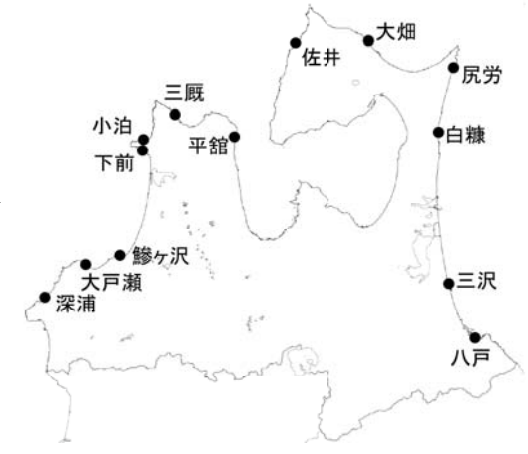 大畑
佐井
尻労
三厩
小泊
白糠
平舘
下前
鰺ヶ沢
大戸瀬
三沢
深浦
八戸